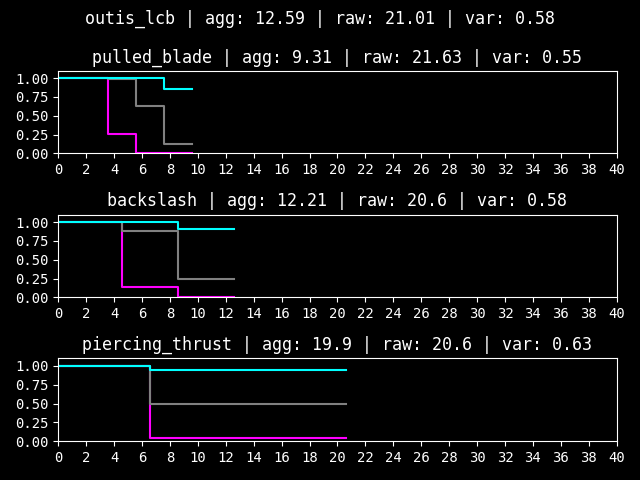 outis_lcb | agg: 12.59 | raw: 21.01 | var: 0.58
pulled_blade | agg: 9.31 | raw: 21.63 | var: 0.55
1.00
0.75
0.50
0.25
0.00
0 2 4 6 8 10 12 14 16 18 20 22 24 26 28 30 32 34 36 38 40
backslash | agg: 12.21 | raw: 20.6 | var: 0.58
1.00
0.75
0.50
0.25
0.00
0 2 4 6 8 10 12 14 16 18 20 22 24 26 28 30 32 34 36 38 40
piercing_thrust | agg: 19.9 | raw: 20.6 | var: 0.63
1.00
0.75
0.50
0.25
0.00
0 2 4 6 8 10 12 14 16 18 20 22 24 26 28 30 32 34 36 38 40